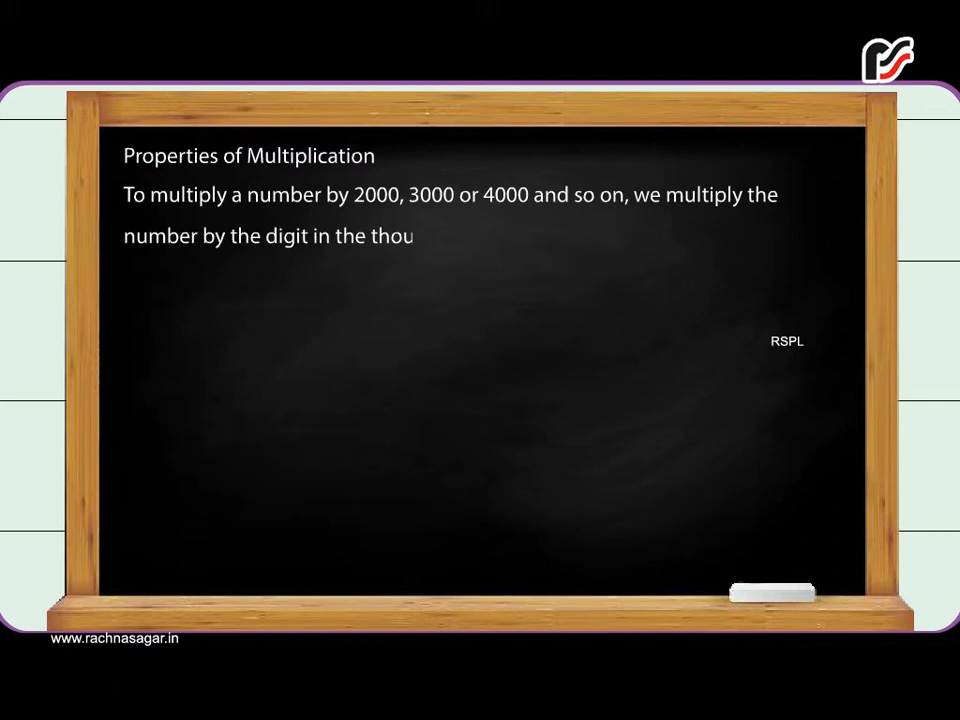 Properties of Multiplication
To multiply a number by 2000, 3000 or 4000 and so on, we multiply the
number by the digit in the thou
RSPL
www.rachnasagar.in